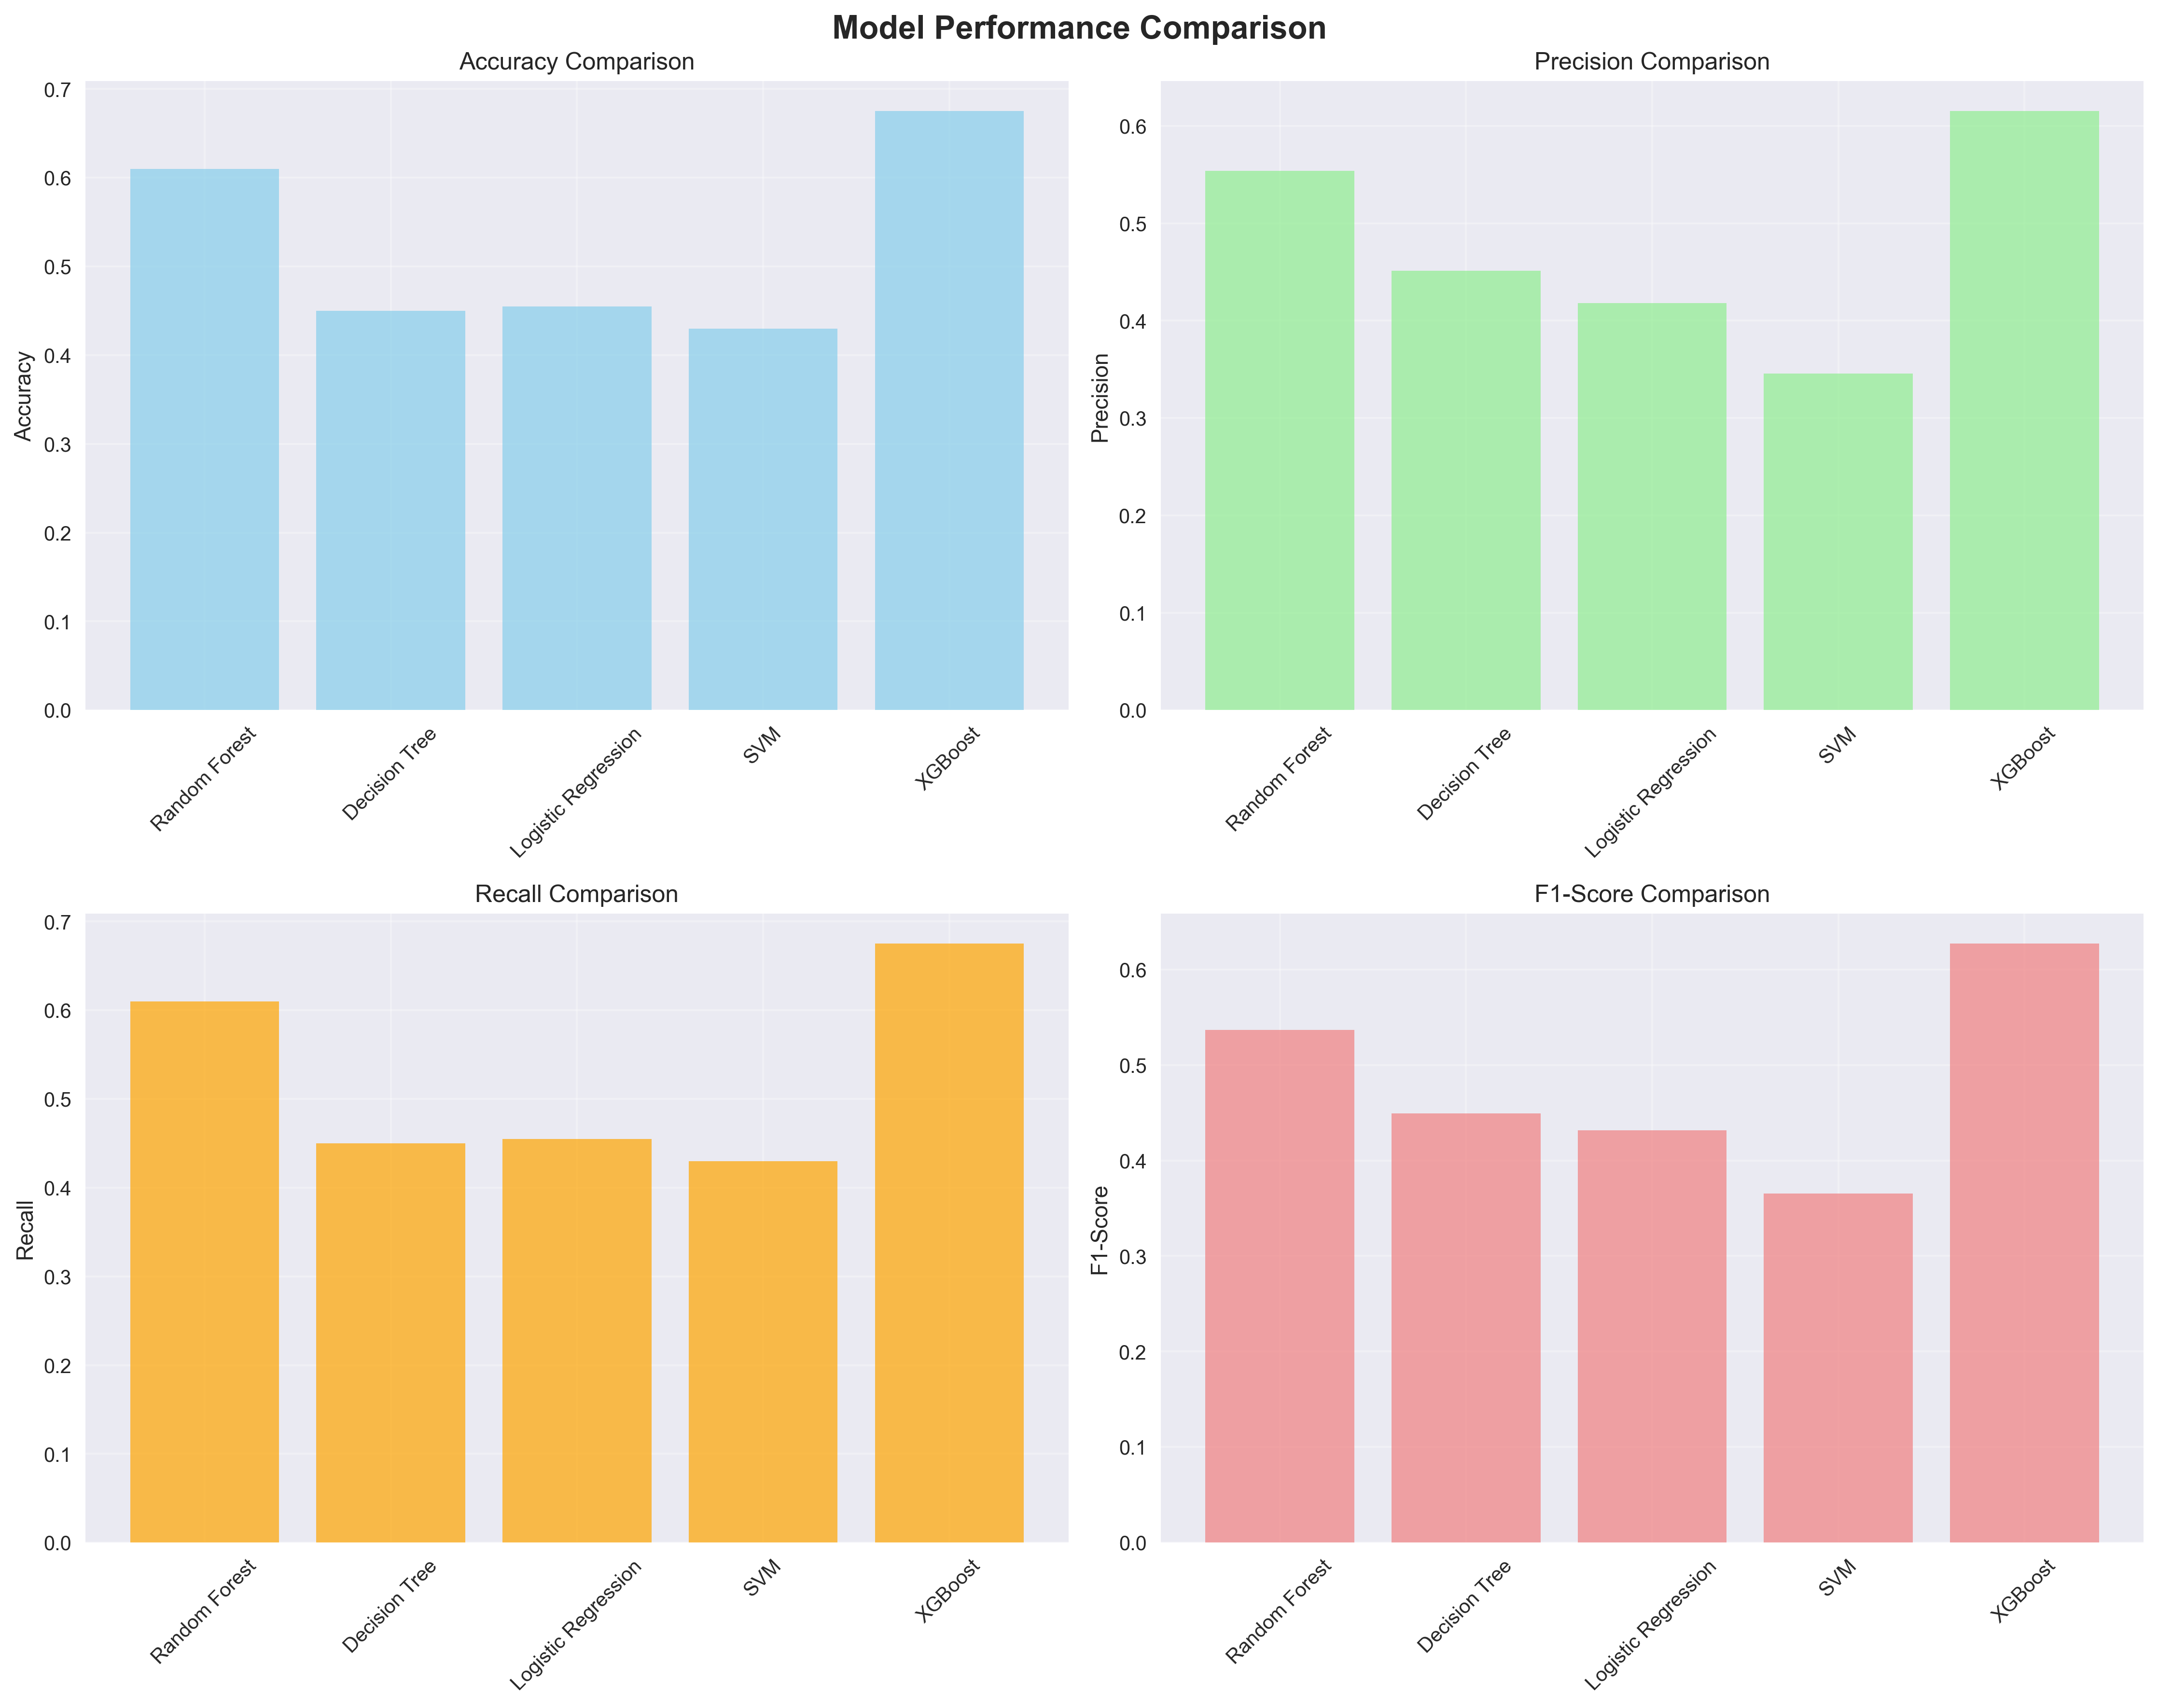 Model Performance Comparison
Accuracy Comparison
Accuracy
0.7
0.6
0.5
0.4
0.3
0.2
0.1
0.0
Random Forest
Decision Tree
Logistic Regression
SVM
XGBoost
Precision Comparison
Precision
0.6
0.5
0.4
0.3
0.2
0.1
0.0
Random Forest
Decision Tree
Logistic Regression
SVM
XGBoost
Recall Comparison
Recall
0.7
0.6
0.5
0.4
0.3
0.2
0.1
0.0
Random Forest
Decision Tree
Logistic Regression
SVM
XGBoost
F1-Score Comparison
F1-Score
0.6
0.5
0.4
0.3
0.2
0.1
0.0
Random Forest
Decision Tree
Logistic Regression
SVM
XGBoost